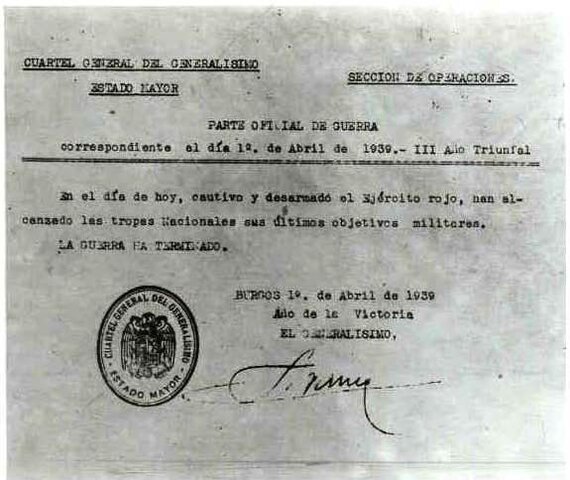 CUARTEL GENERAL DEL GENERALISIMO
ESTADO MAYOR
SECCION DE OPERACIONES.
PARTE OFICIAL DE GUERRA
correspondiente al día 1º. de Abril de 1939.- III Año Triunfal
En el día de hoy, cautivo y desarmado el Ejército rojo, han al-
canzado las tropas Nacionales sus últimos objetivos militares.
LA GUERRA HA TERMINADO.
BURGOS 1º. de Abril de 1939
Año de la Victoria
EL GENERALISIMO,
CUARTEL GENERAL DEL GENERALISIMO
- ESTADO MAYOR -